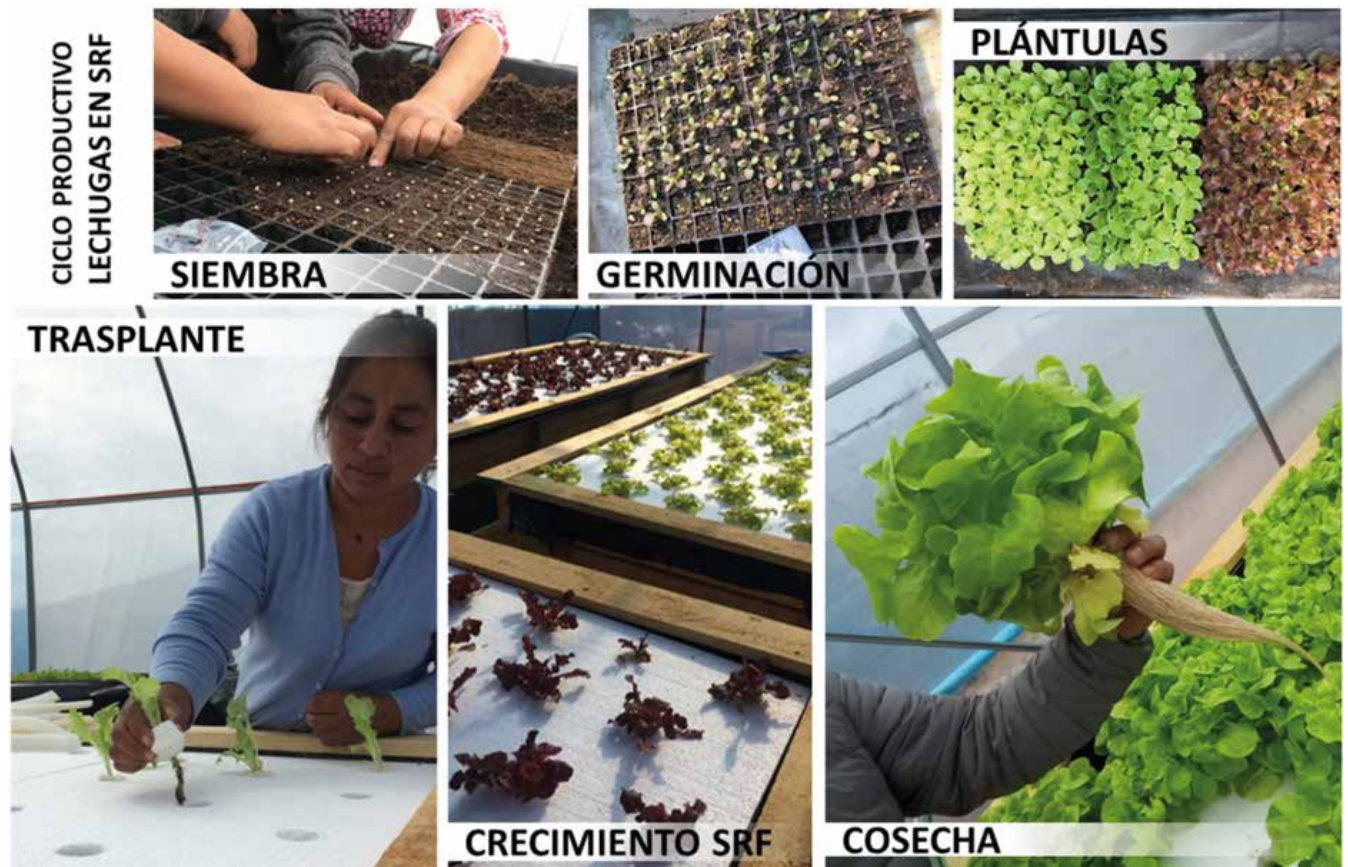 CICLO PRODUCTIVO
LECHUGAS EN SRF
SIEMBRA
GERMINACIÓN
PLÁNTULAS
TRASPLANTE
CRECIMIENTO SRF
COSECHA